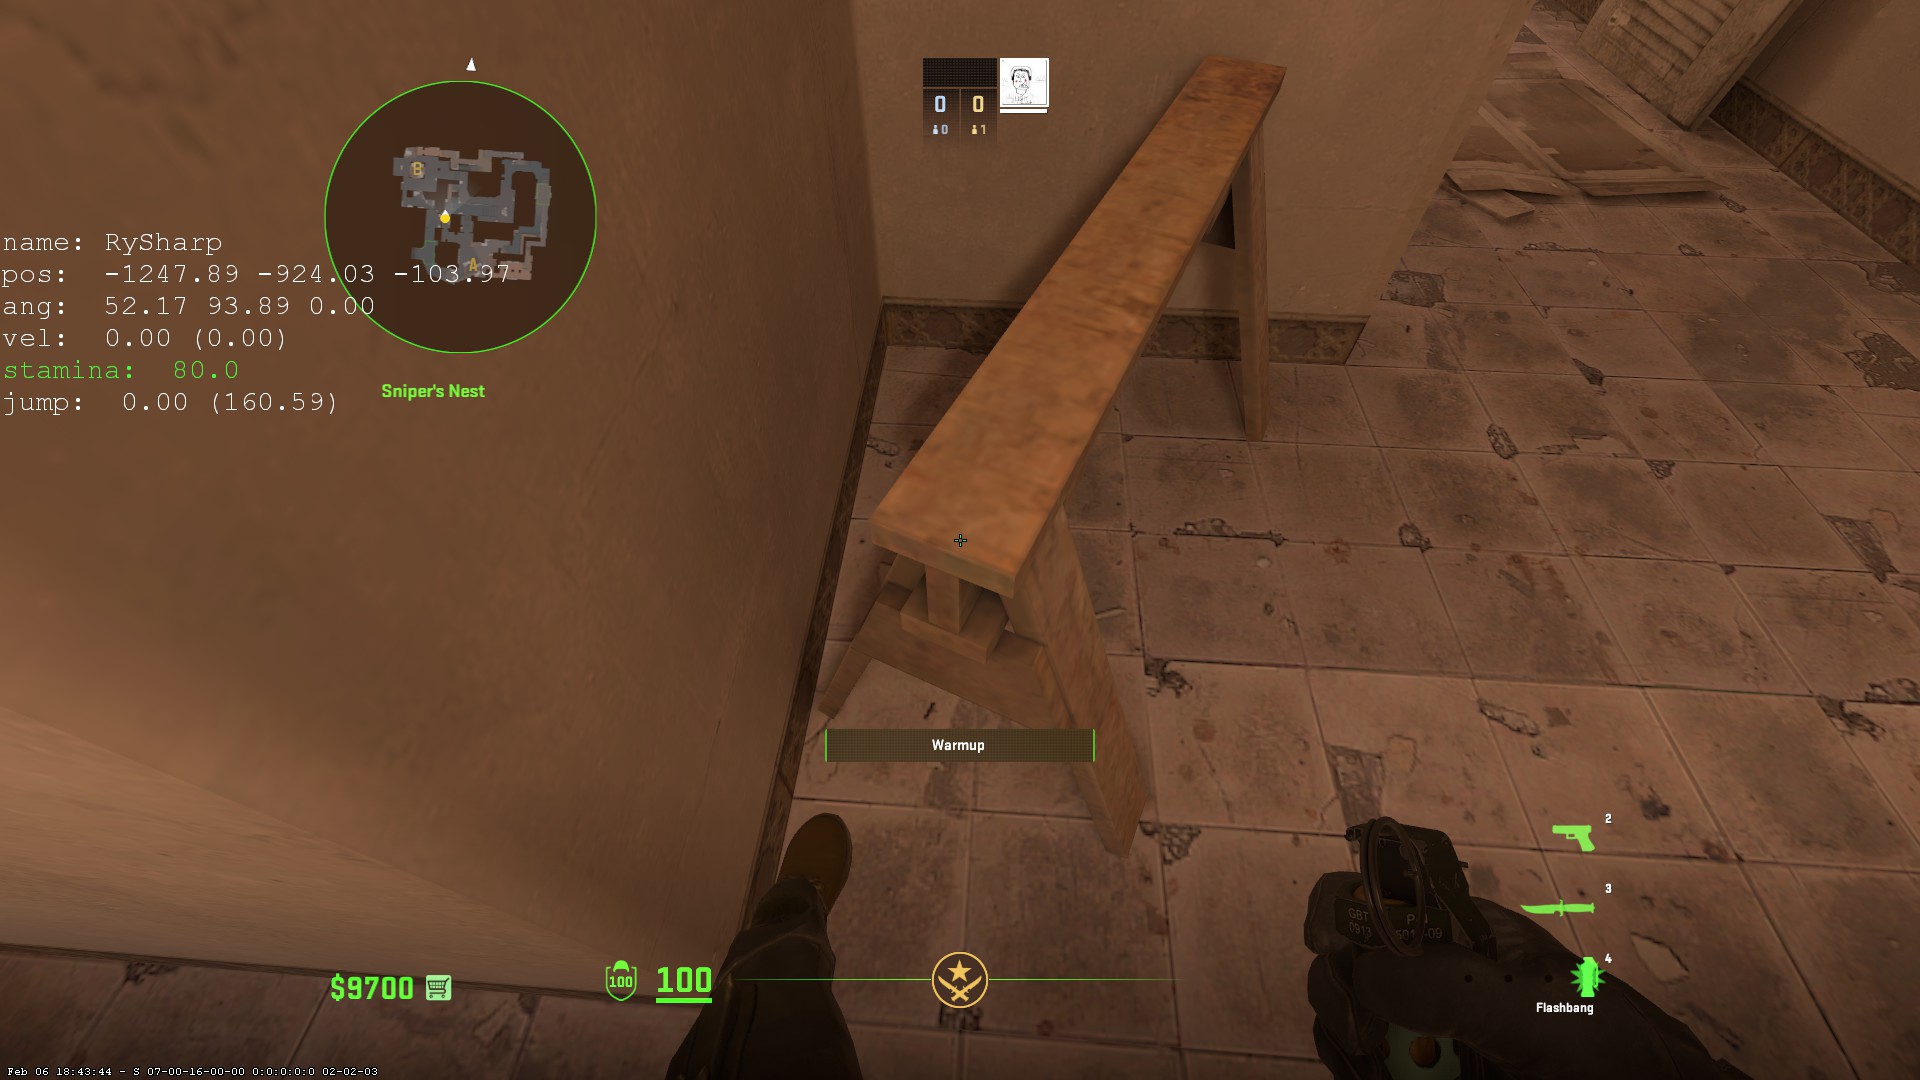 B
A
name: RySharp
pos: -1247.89 -924.03 -103.97
ang: 52.17 93.89 0.00
vel: 0.00 (0.00)
stamina: 80.0
jump: 0.00 (160.59)
Sniper's Nest
0 0
0 1
Warmup
2
3
4
Flashbang
$9700
100
100
GBT
0913
Feb 06 18:43:44 - S 07-00-16-00-00 0:0:0:0:0 02-02-03